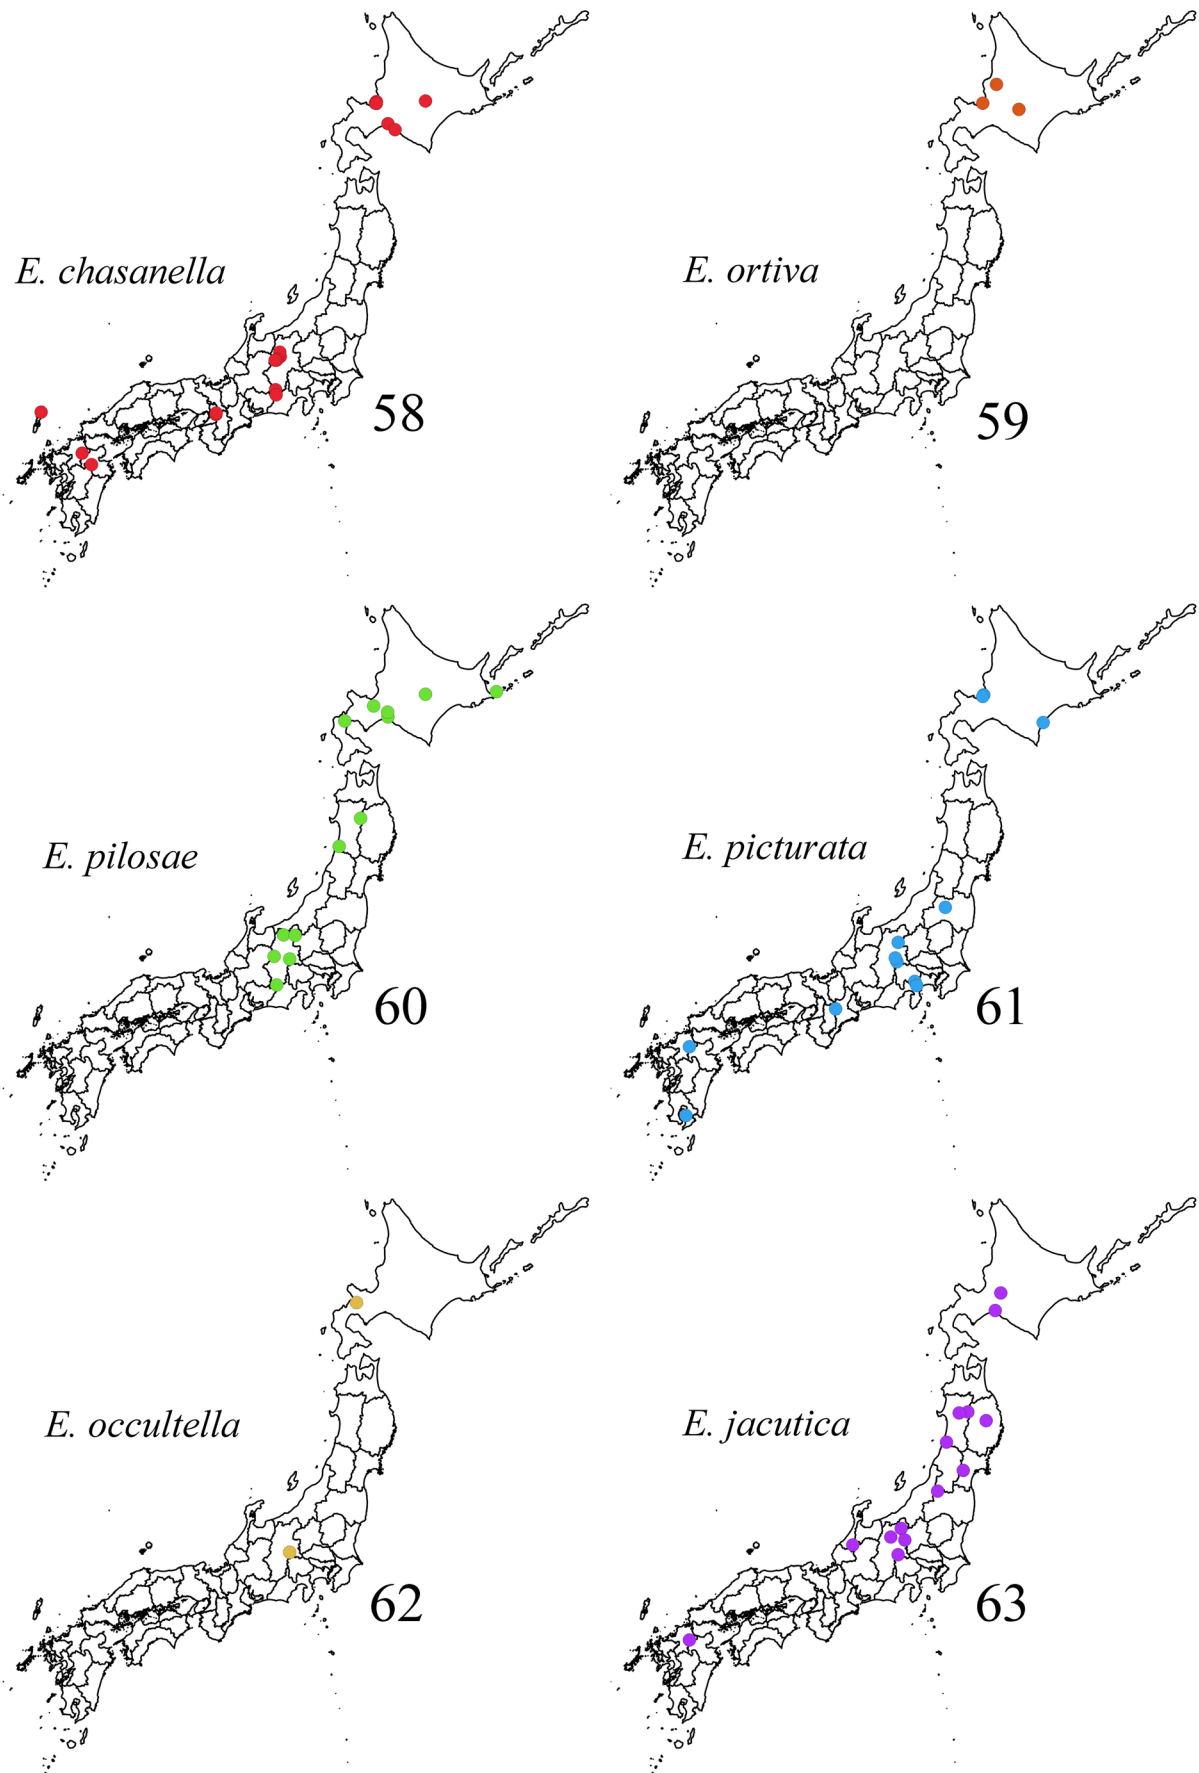 E. chasanella
58
E. ortiva
59
E. pilosae
60
E. picturata
61
E. occultella
62
E. jacutica
63